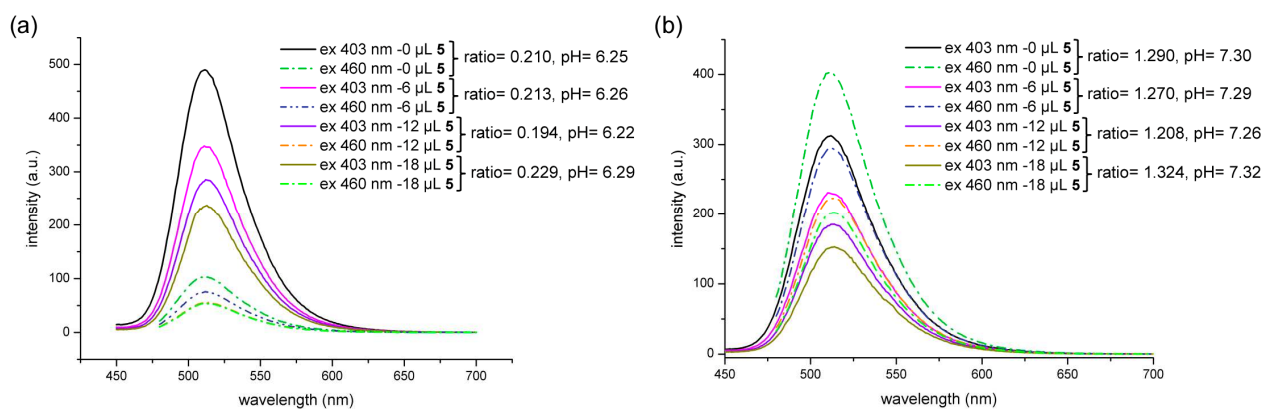 (a)
ex 403 nm -0 µL 5
ex 460 nm -0 µL 5
ratio= 0.210, pH= 6.25
ex 403 nm -6 µL 5
ex 460 nm -6 µL 5
ratio= 0.213, pH= 6.26
ex 403 nm -12 µL 5
ex 460 nm -12 µL 5
ratio= 0.194, pH= 6.22
ex 403 nm -18 µL 5
ex 460 nm -18 µL 5
ratio= 0.229, pH= 6.29
intensity (a.u.)
500
400
300
200
100
0
450 500 550 600 650 700
wavelength (nm)
(b)
ex 403 nm -0 µL 5
ex 460 nm -0 µL 5
ratio= 1.290, pH= 7.30
ex 403 nm -6 µL 5
ex 460 nm -6 µL 5
ratio= 1.270, pH= 7.29
ex 403 nm -12 µL 5
ex 460 nm -12 µL 5
ratio= 1.208, pH= 7.26
ex 403 nm -18 µL 5
ex 460 nm -18 µL 5
ratio= 1.324, pH= 7.32
intensity (a.u.)
400
300
200
100
0
450 500 550 600 650 700
wavelength (nm)